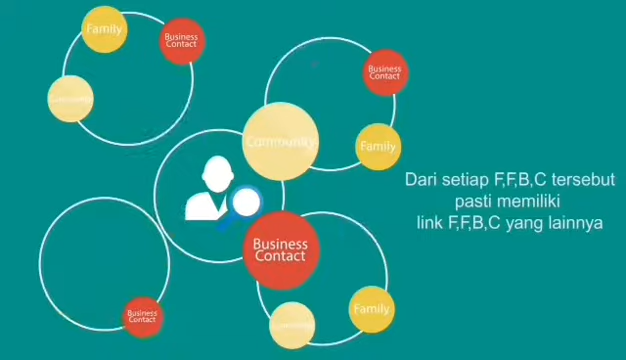 Family
Business
Contact
Business
Contact
Community
Family
Dari setiap F,F,B,C tersebut
pasti memiliki
link F,F,B,C yang lainnya
Business
Contact
Business
Contact
Family